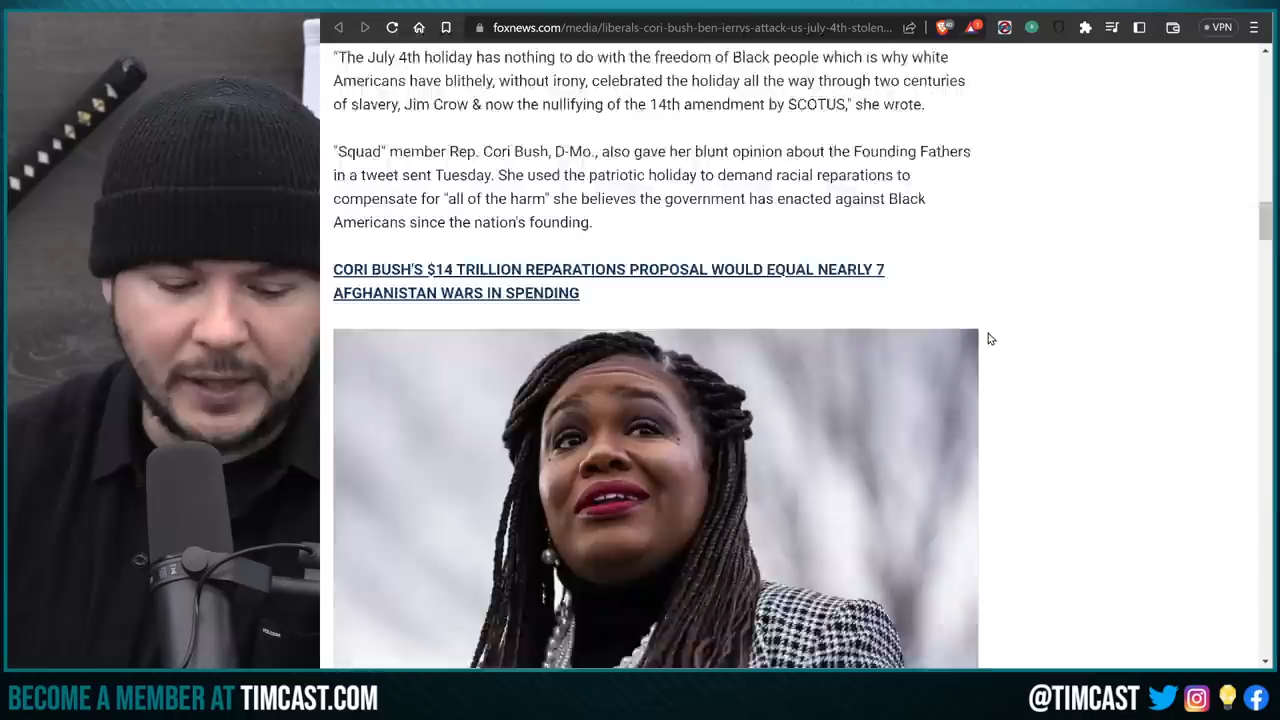 foxnews.com/media/liberals-cori-bush-ben-ierrys-attack-us-july-4th-stolen...
VPN
"The July 4th holiday has nothing to do with the freedom of Black people which is why white
Americans have blithely, without irony, celebrated the holiday all the way through two centuries
of slavery, Jim Crow & now the nullifying of the 14th amendment by SCOTUS," she wrote.
"Squad" member Rep. Cori Bush, D-Mo., also gave her blunt opinion about the Founding Fathers
in a tweet sent Tuesday. She used the patriotic holiday to demand racial reparations to
compensate for "all of the harm" she believes the government has enacted against Black
Americans since the nation's founding.
CORI BUSH'S $14 TRILLION REPARATIONS PROPOSAL WOULD EQUAL NEARLY 7
AFGHANISTAN WARS IN SPENDING
BECOME A MEMBER AT TIMCAST.COM
@TIMCAST